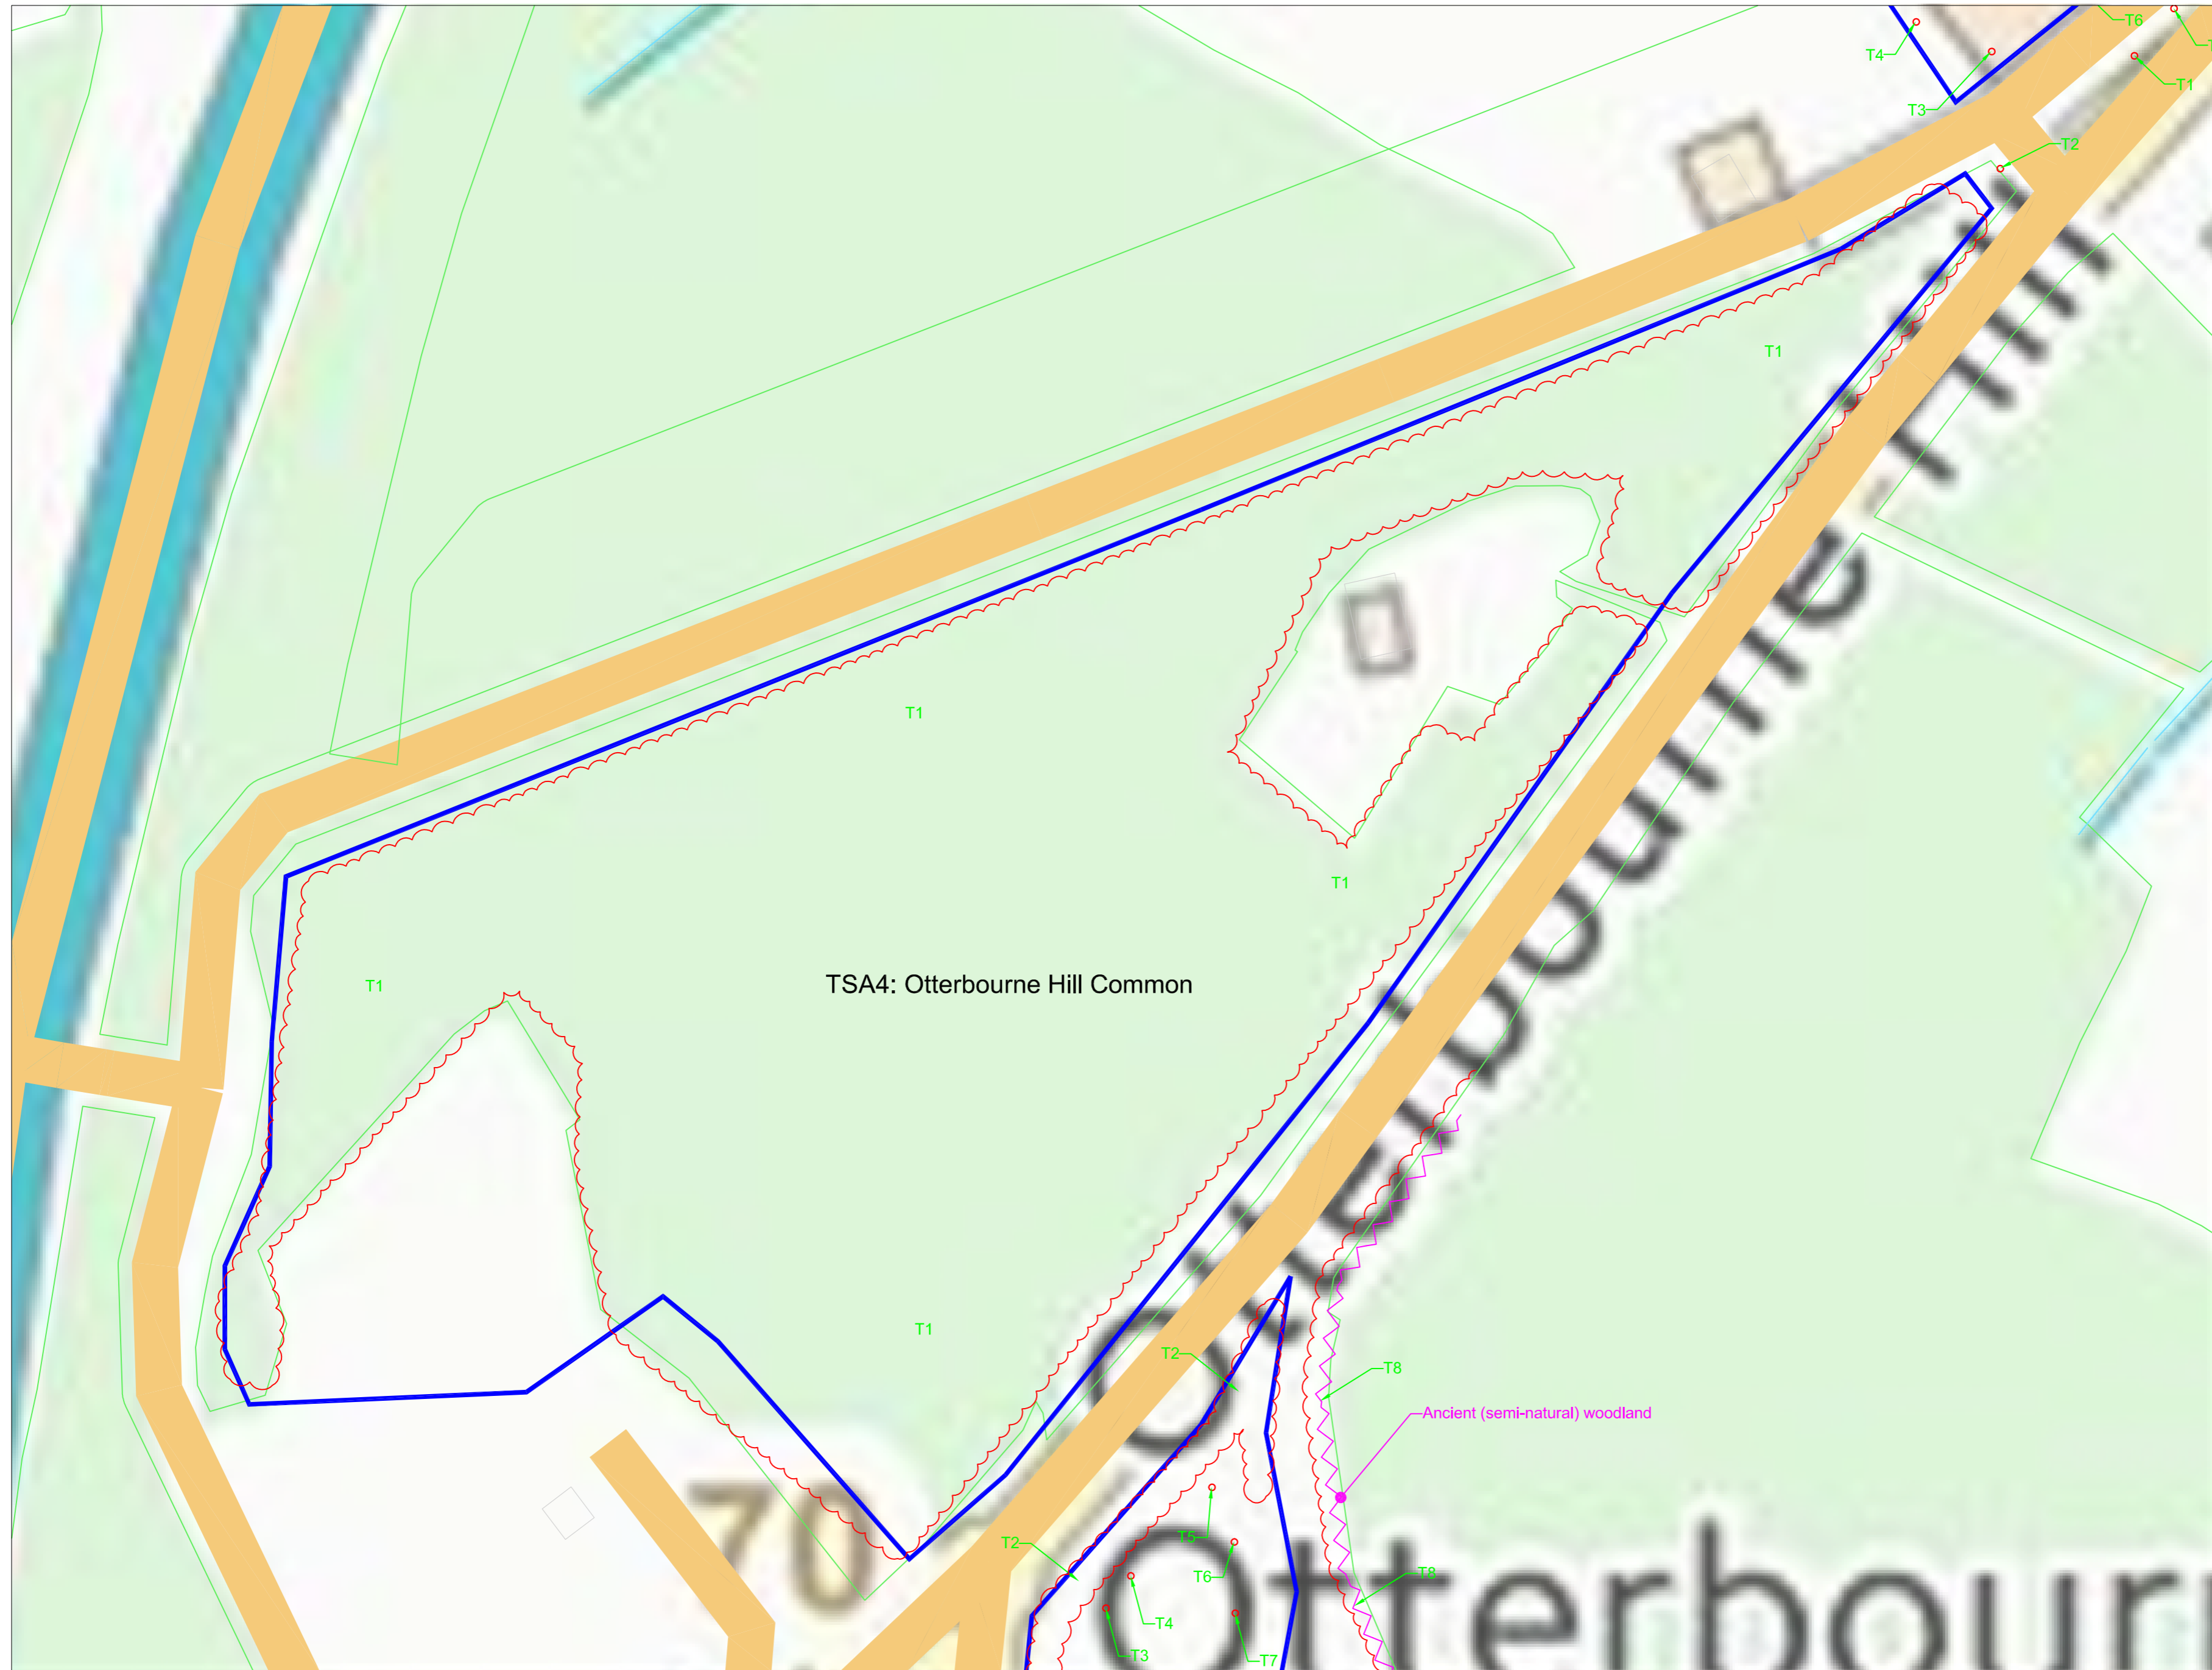 T6
T4
T
T1
T3
T2
T1
T1
T1
TSA4: Otterbourne Hill Common
T1
T1
T2
T8
Ancient (semi-natural) woodland
Otterbourne Hill
70
T2
T5
T6
T8
T4
T3
T7
Otterbour